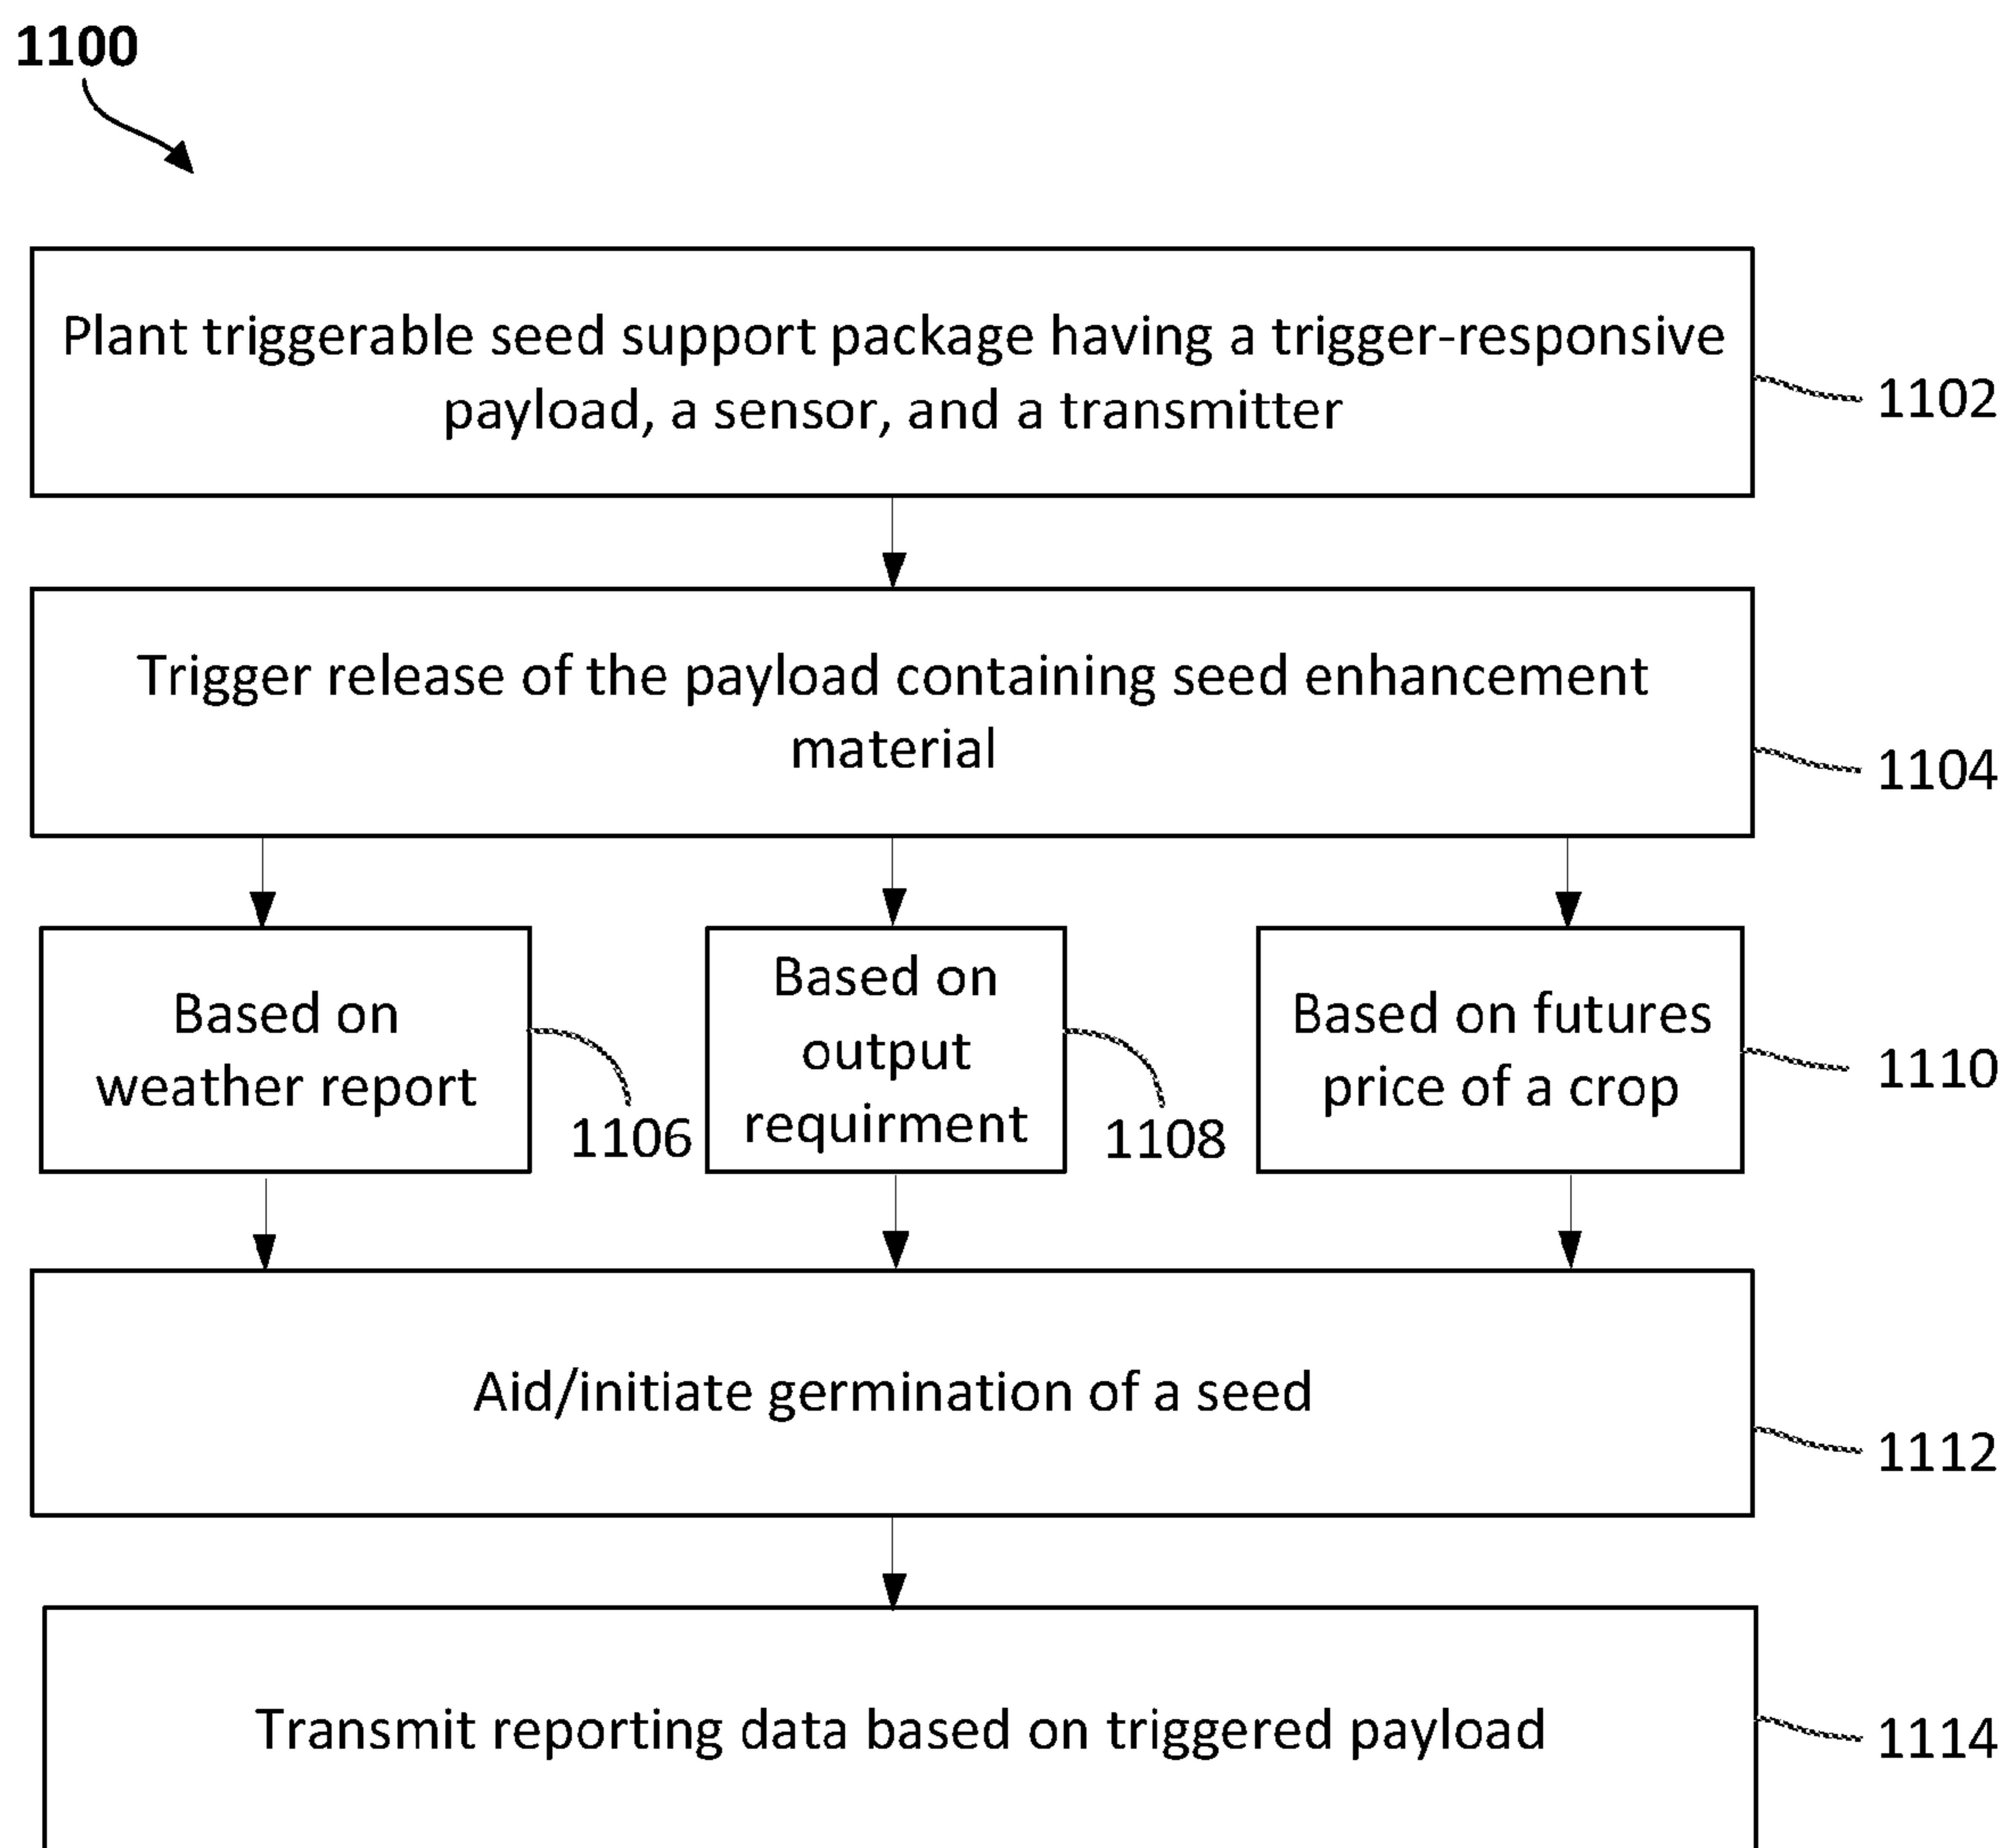 1100
Plant triggerable seed support package having a trigger-responsive
payload, a sensor, and a transmitter
1102
Trigger release of the payload containing seed enhancement
material
1104
Based on
weather report
1106
Based on
output
requirment
1108
Based on futures
price of a crop
1110
Aid/initiate germination of a seed
1112
Transmit reporting data based on triggered payload
1114